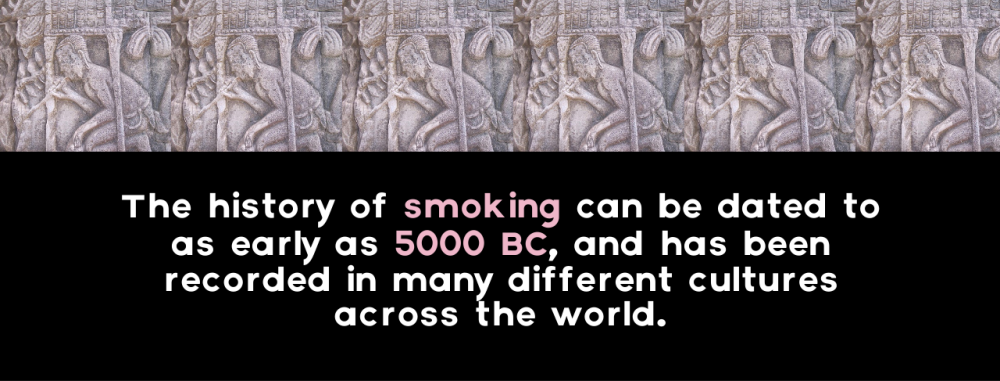 The history of smoking can be dated to
as early as 5000 BC, and has been
recorded in many different cultures
across the world.